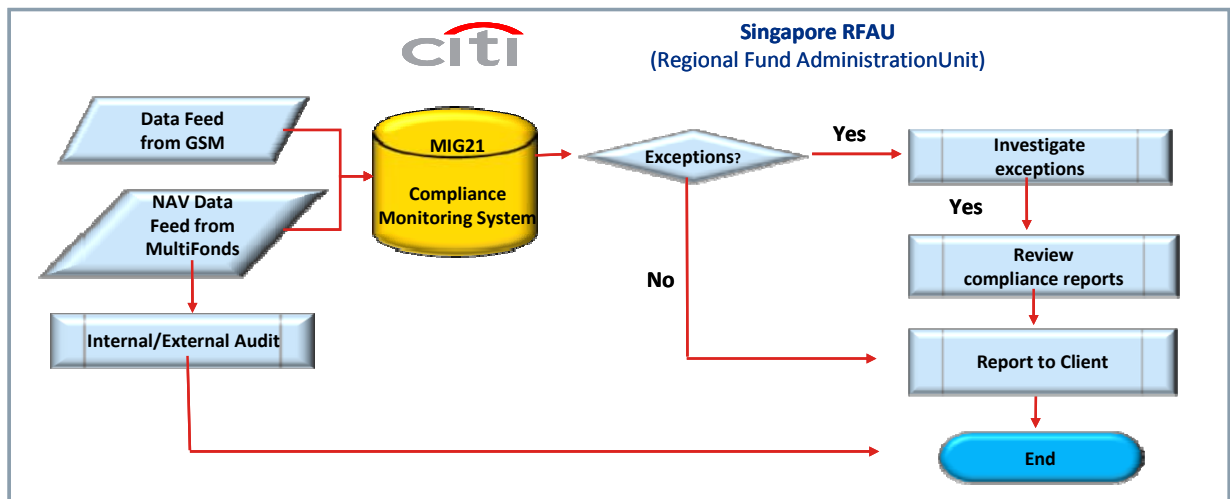 citi
Singapore RFAU
(Regional Fund AdministrationUnit)
Data Feed
from GSM
NAV Data
Feed from
MultiFonds
Internal/External Audit
MIG21
Compliance
Monitoring System
Exceptions?
Yes
No
Investigate
exceptions
Yes
Review
compliance reports
Report to Client
End